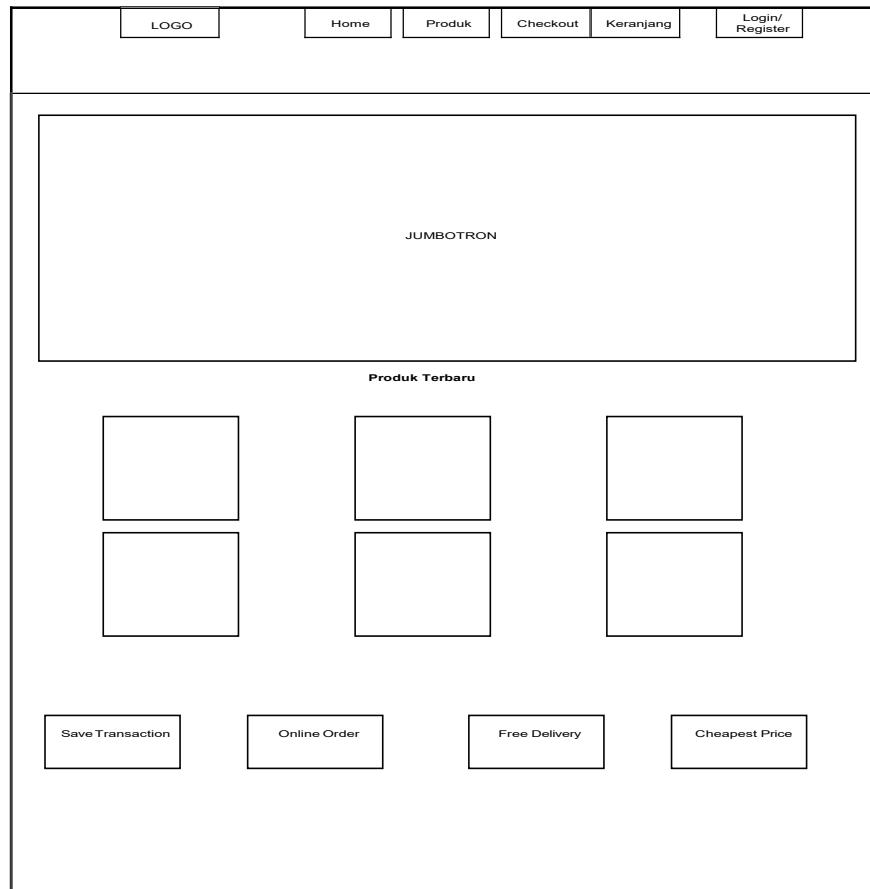 LOGO
Home
Produk
Checkout
Keranjang
Login/
Register
JUMBOTRON
Produk Terbaru
Save Transaction
Online Order
Free Delivery
Cheapest Price